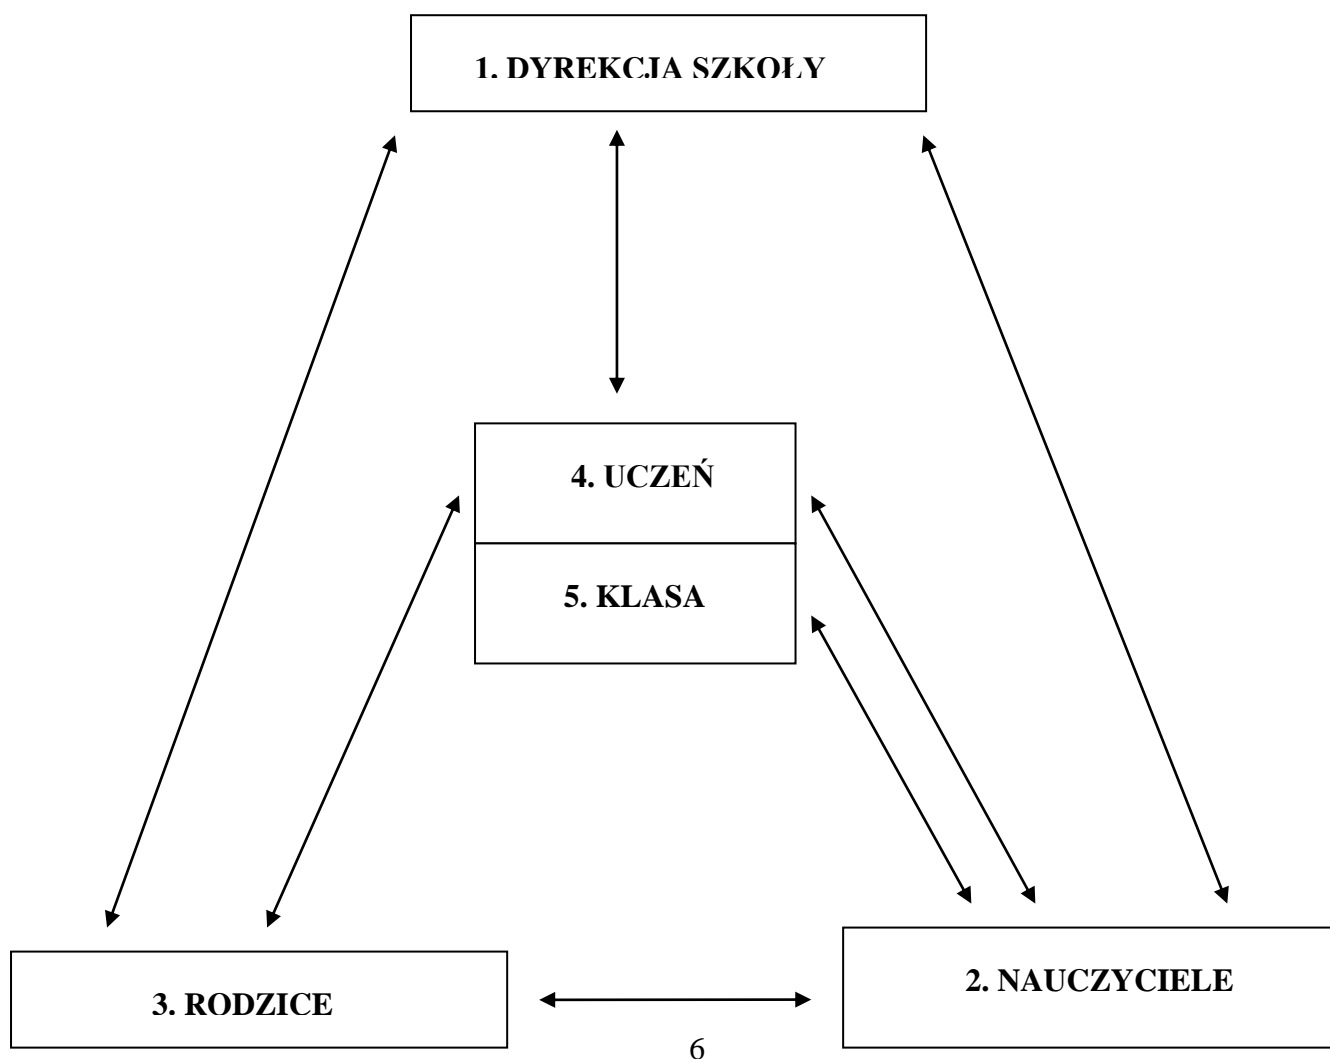 1. DYREKCJA SZKOŁY
4. UCZEŃ
5. KLASA
2. NAUCZYCIELE
3. RODZICE
6